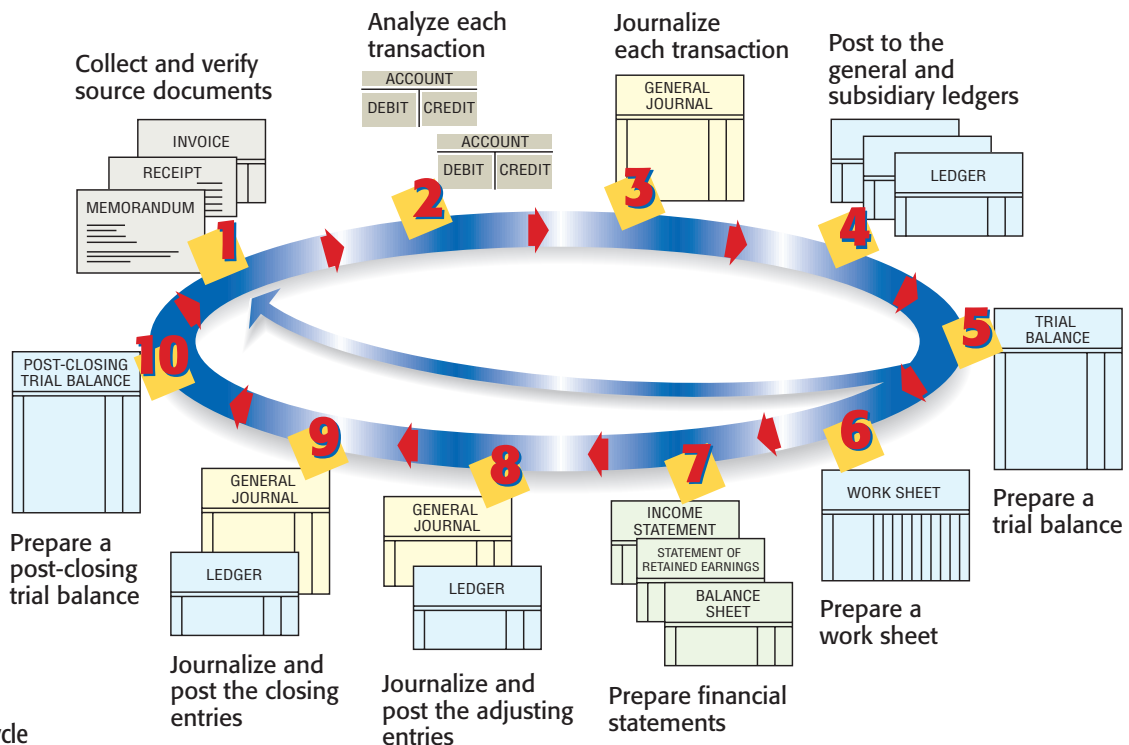 Collect and verify
source documents
INVOICE
RECEIPT
MEMORANDUM
1
Analyze each
transaction
ACCOUNT
DEBIT CREDIT
ACCOUNT
DEBIT CREDIT
2
Journalize
each transaction
GENERAL
JOURNAL
3
Post to the
general and
subsidiary ledgers
LEDGER
4
5
TRIAL
BALANCE
Prepare a
trial balance
6
WORK SHEET
Prepare a
work sheet
7
INCOME
STATEMENT
STATEMENT OF
RETAINED EARNINGS
BALANCE
SHEET
Prepare financial
statements
8
GENERAL
JOURNAL
LEDGER
Journalize and
post the adjusting
entries
9
GENERAL
JOURNAL
LEDGER
Journalize and
post the closing
entries
10
POST-CLOSING
TRIAL BALANCE
Prepare a
post-closing
trial balance